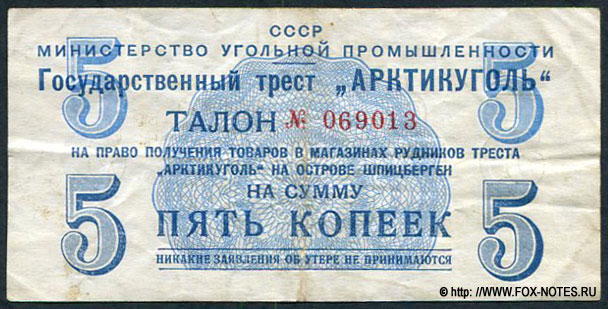 СССР
МИНИСТЕРСТВО УГОЛЬНОЙ ПРОМЫШЛЕННОСТИ
Государственный трест „АРКТИКУГОЛЬ“
5 5
ТАЛОН № 069013
НА ПРАВО ПОЛУЧЕНИЯ ТОВАРОВ В МАГАЗИНАХ РУДНИКОВ ТРЕСТА
„АРКТИКУГОЛЬ“ НА ОСТРОВЕ ШПИЦБЕРГЕН
НА СУММУ
5 ПЯТЬ КОПЕЕК 5
НИКАКИЕ ЗАЯВЛЕНИЯ ОБ УТЕРЕ НЕ ПРИНИМАЮТСЯ
© http: //www.FOX-NOTES.RU